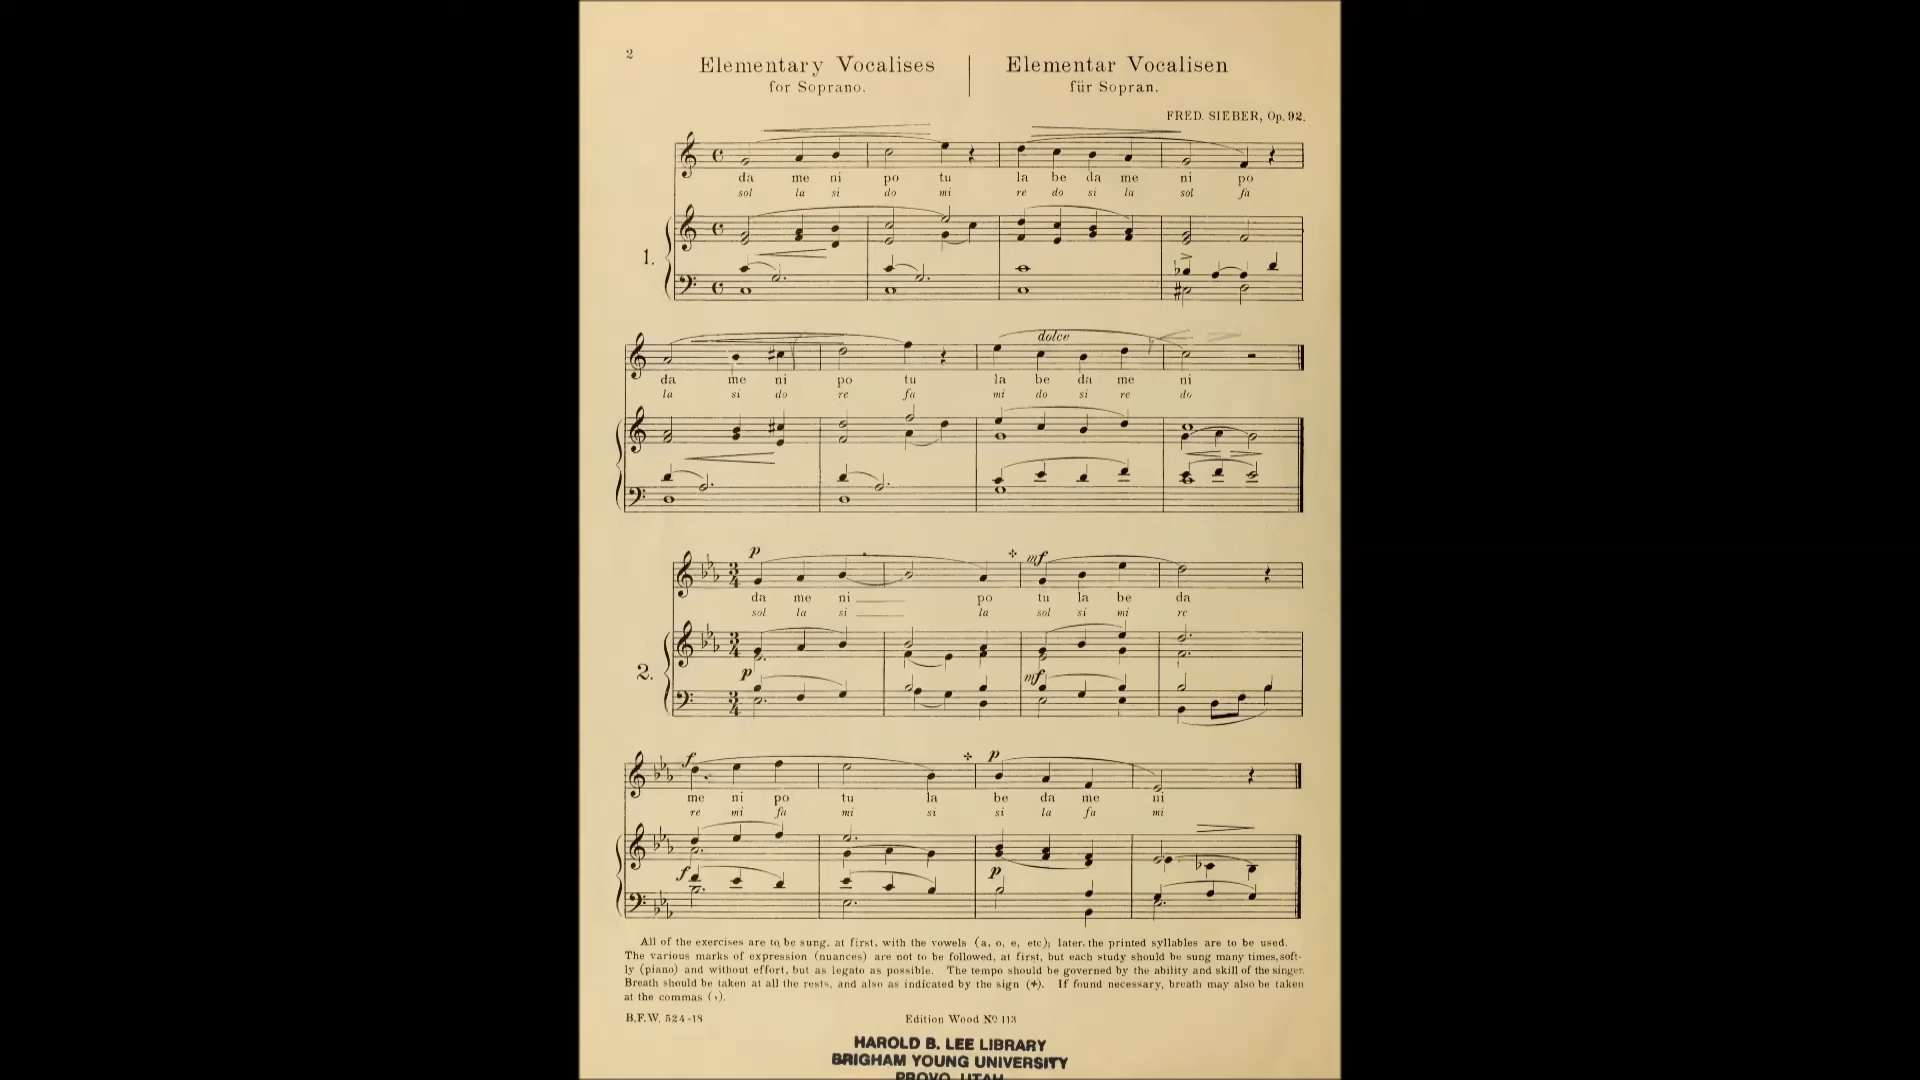 2
Elementary Vocalises
for Soprano.
Elementar Vocalisen
für Sopran.
FRED. SIEBER, Op. 92.
da me ni po tu la be da me ni po
sol la si do mi re do si la sol fa
1.
dolce
da me ni po tu la be da me ni
la si do re fa mi do si re do
p mf
da me ni po tu la be da
sol la si la sol si mi re
2.
p mf
f p
me ni po tu la be da me ni
re mi fa mi si si la fa mi
f p
All of the exercises are to be sung, at first, with the vowels (a, o, e, etc); later, the printed syllables are to be used.
The various marks of expression (nuances) are not to be followed, at first, but each study should be sung many times, soft-
ly (piano) and without effort, but as legato as possible. The tempo should be governed by the ability and skill of the singer.
Breath should be taken at all the rests, and also as indicated by the sign (+). If found necessary, breath may also be taken
at the commas (,).
B.F.W. 524-18
Edition Wood Nº 113
HAROLD B. LEE LIBRARY
BRIGHAM YOUNG UNIVERSITY
PROVO, UTAH